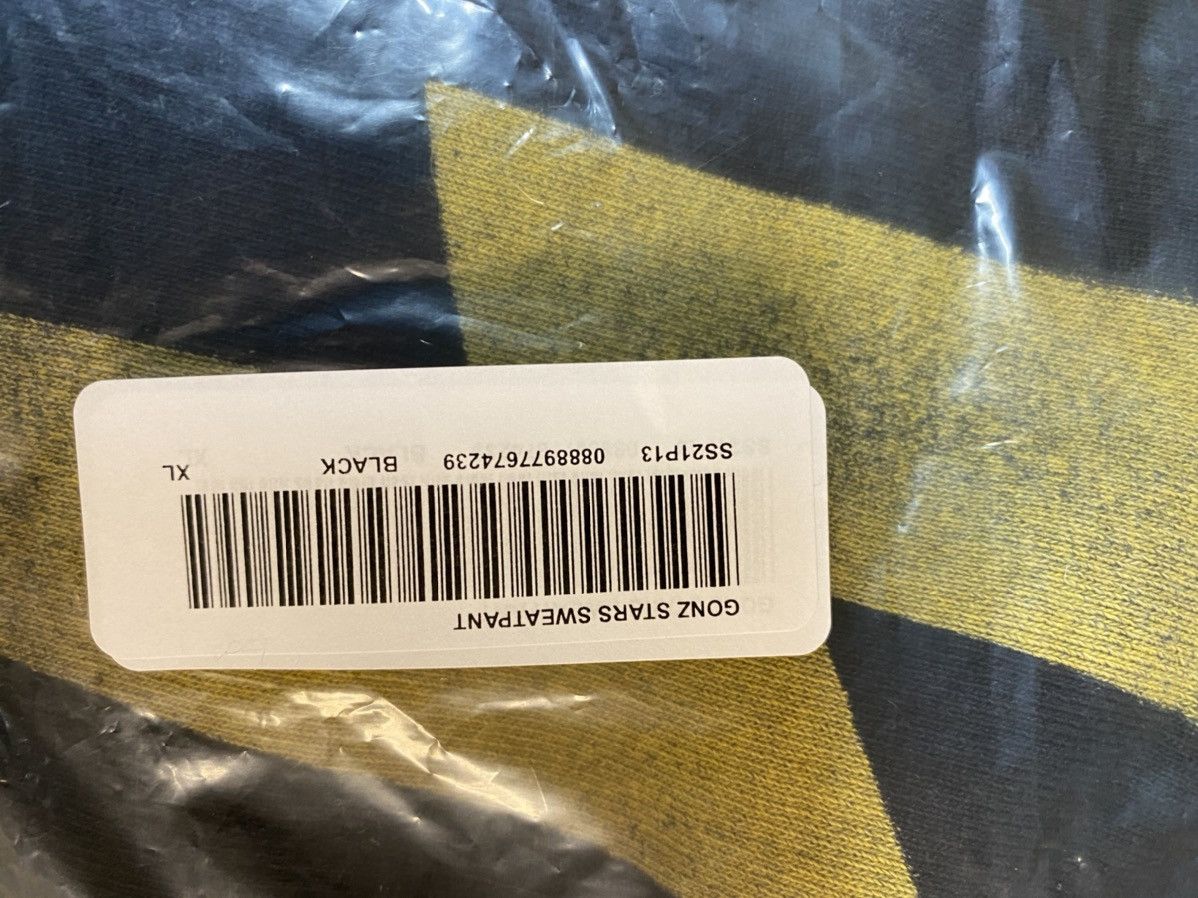 GONZ STARS SWEATPANT
SS21P13 0888977674239 BLACK XL